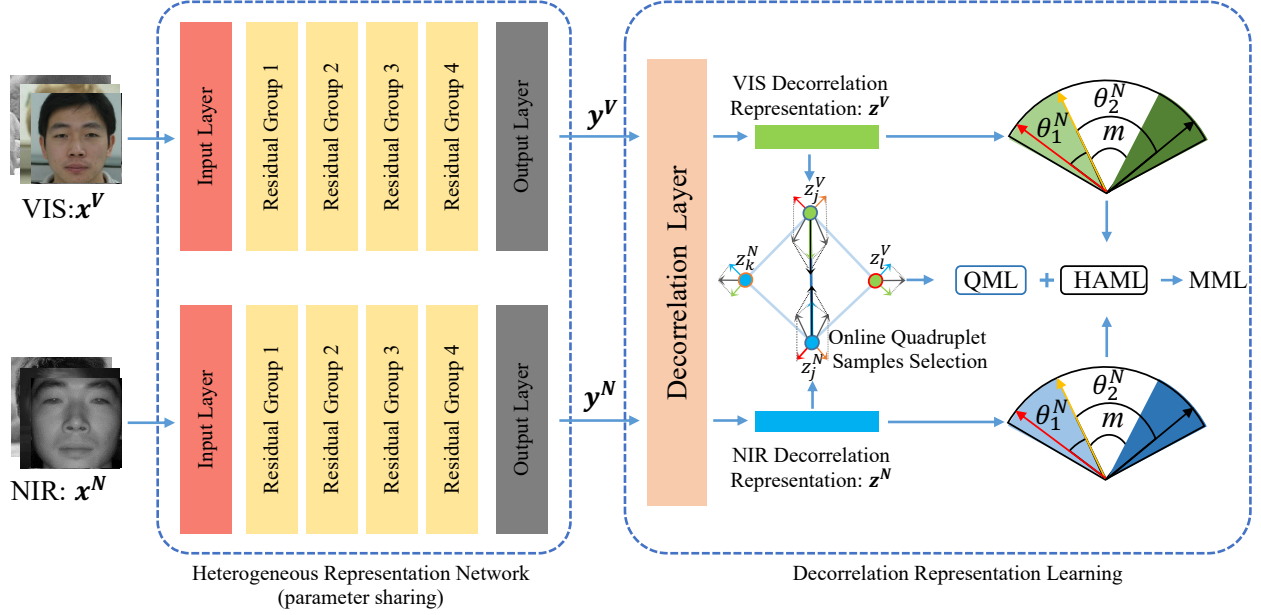 VIS: x^V
Input Layer
Residual Group 1
Residual Group 2
Residual Group 3
Residual Group 4
Output Layer
y^V
NIR: x^N
Input Layer
Residual Group 1
Residual Group 2
Residual Group 3
Residual Group 4
Output Layer
y^N
Heterogeneous Representation Network
(parameter sharing)
Decorrelation Layer
VIS Decorrelation
Representation: z^V
z_j^V
z_k^N
z_l^V
z_j^N
Online Quadruplet
Samples Selection
NIR Decorrelation
Representation: z^N
θ_1^N
θ_2^N
m
QML + HAML
MML
θ_1^N
θ_2^N
m
Decorrelation Representation Learning